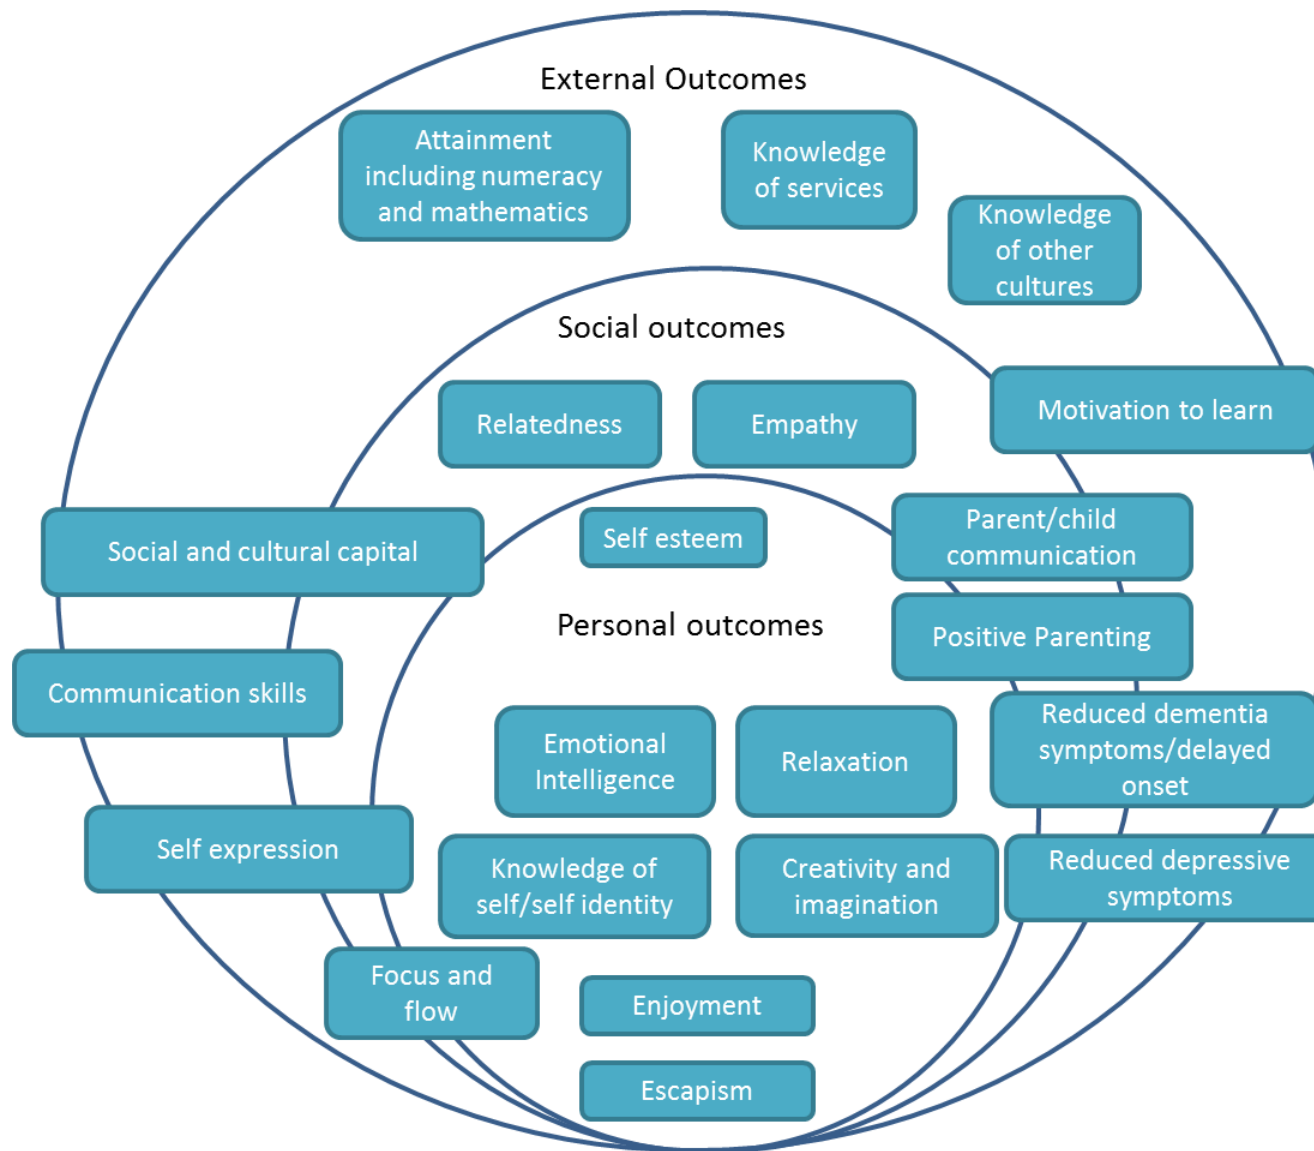 External Outcomes
Attainment
including numeracy
and mathematics
Knowledge
of services
Knowledge
of other
cultures
Social outcomes
Relatedness
Empathy
Motivation to learn
Social and cultural capital
Self esteem
Parent/child
communication
Personal outcomes
Positive Parenting
Communication skills
Emotional
Intelligence
Relaxation
Reduced dementia
symptoms/delayed
onset
Self expression
Knowledge of
self/self identity
Creativity and
imagination
Reduced depressive
symptoms
Focus and
flow
Enjoyment
Escapism